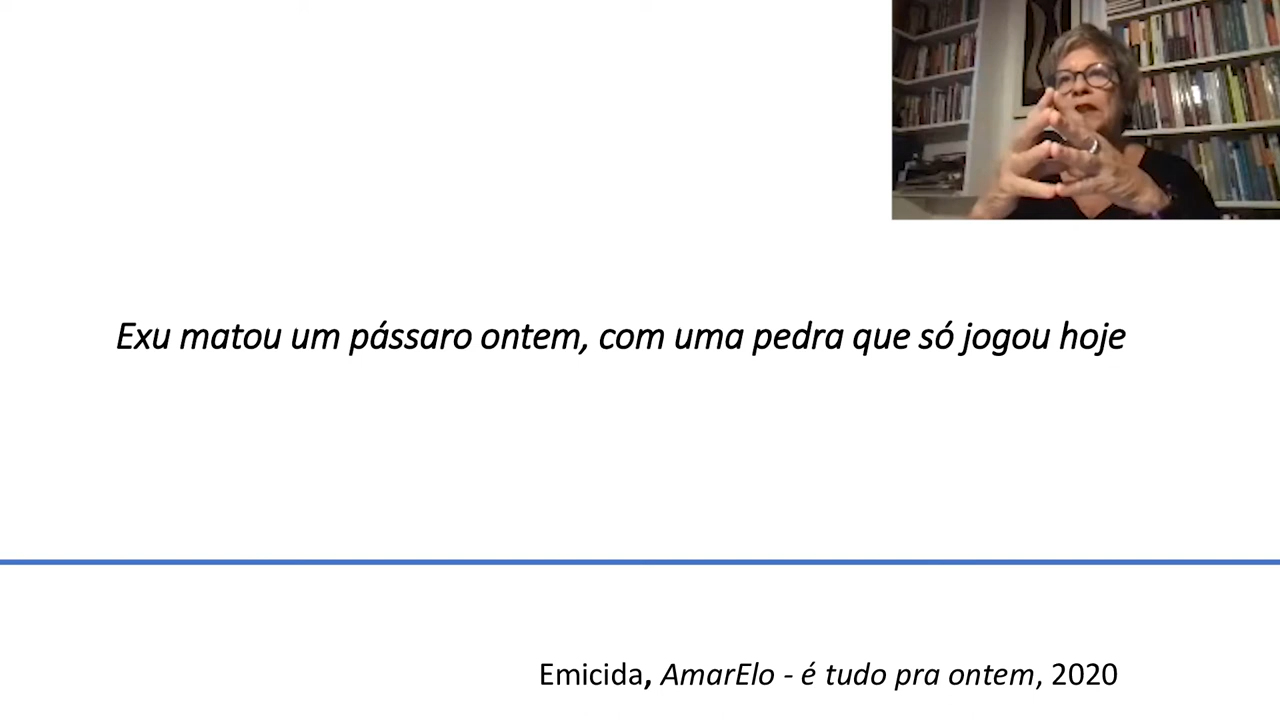 Exu matou um pássaro ontem, com uma pedra que só jogou hoje
Emicida, AmarElo - é tudo pra ontem, 2020